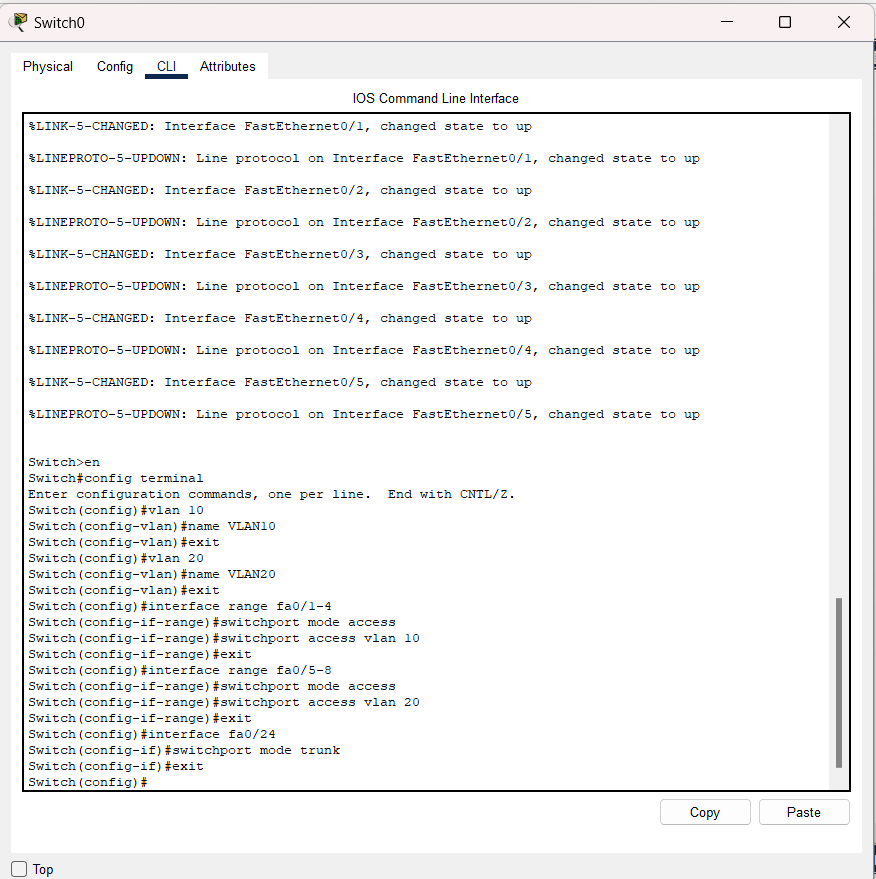 Switch0
Physical Config CLI Attributes
IOS Command Line Interface
%LINK-5-CHANGED: Interface FastEthernet0/1, changed state to up
%LINEPROTO-5-UPDOWN: Line protocol on Interface FastEthernet0/1, changed state to up
%LINK-5-CHANGED: Interface FastEthernet0/2, changed state to up
%LINEPROTO-5-UPDOWN: Line protocol on Interface FastEthernet0/2, changed state to up
%LINK-5-CHANGED: Interface FastEthernet0/3, changed state to up
%LINEPROTO-5-UPDOWN: Line protocol on Interface FastEthernet0/3, changed state to up
%LINK-5-CHANGED: Interface FastEthernet0/4, changed state to up
%LINEPROTO-5-UPDOWN: Line protocol on Interface FastEthernet0/4, changed state to up
%LINK-5-CHANGED: Interface FastEthernet0/5, changed state to up
%LINEPROTO-5-UPDOWN: Line protocol on Interface FastEthernet0/5, changed state to up
Switch>en
Switch#config terminal
Enter configuration commands, one per line.  End with CNTL/Z.
Switch(config)#vlan 10
Switch(config-vlan)#name VLAN10
Switch(config-vlan)#exit
Switch(config)#vlan 20
Switch(config-vlan)#name VLAN20
Switch(config-vlan)#exit
Switch(config)#interface range fa0/1-4
Switch(config-if-range)#switchport mode access
Switch(config-if-range)#switchport access vlan 10
Switch(config-if-range)#exit
Switch(config)#interface range fa0/5-8
Switch(config-if-range)#switchport mode access
Switch(config-if-range)#switchport access vlan 20
Switch(config-if-range)#exit
Switch(config)#interface fa0/24
Switch(config-if)#switchport mode trunk
Switch(config-if)#exit
Switch(config)#
Copy Paste
Top